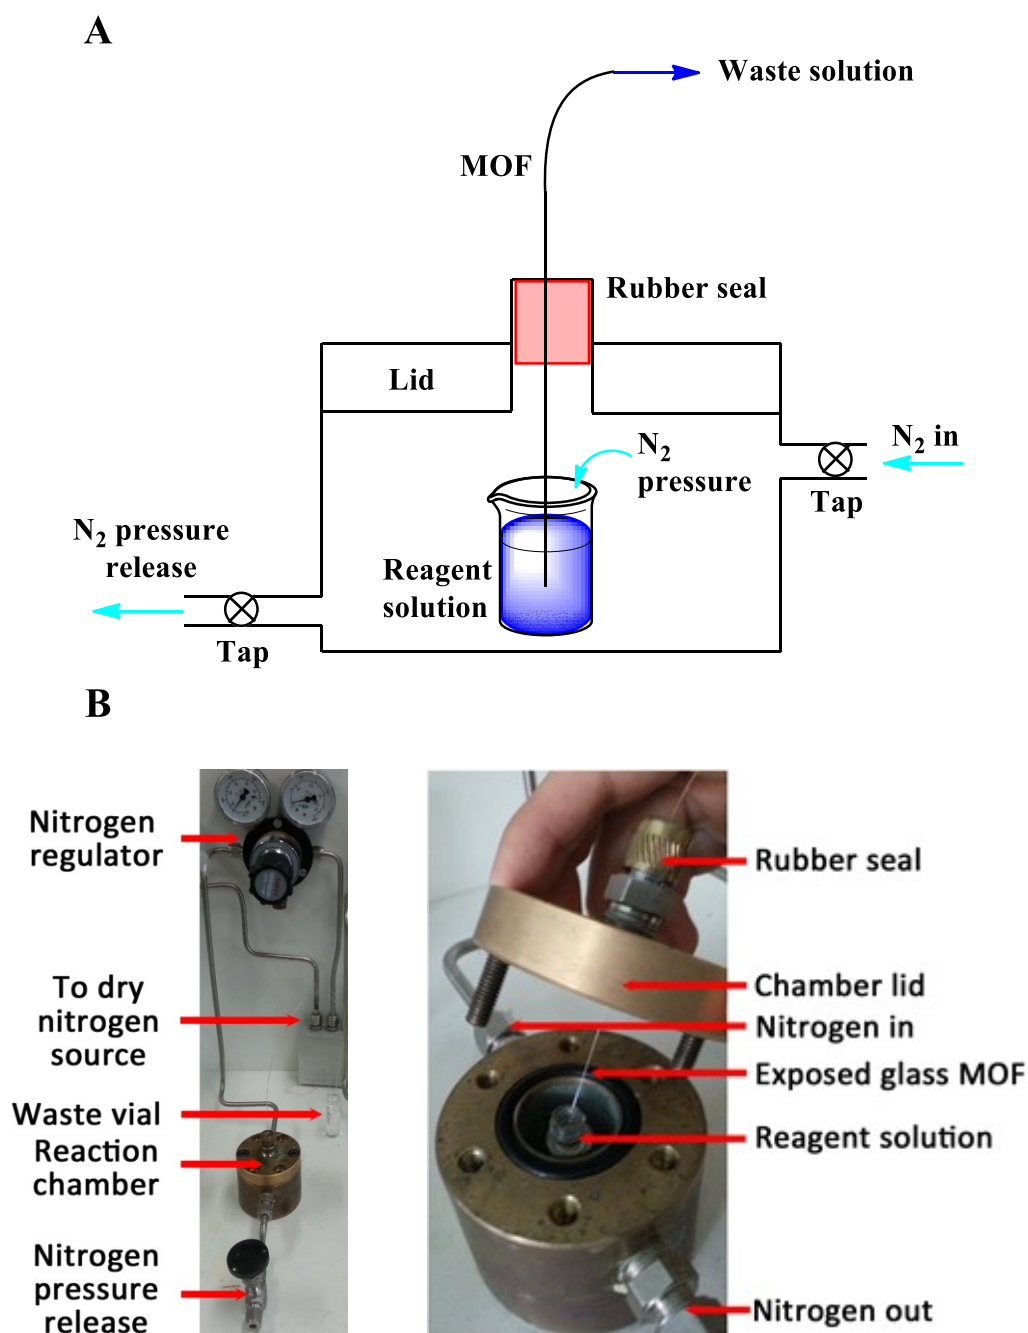 A
Waste solution
MOF
Rubber seal
Lid
N2 in
N2
pressure
Tap
N2 pressure
release
Reagent
solution
Tap
B
Nitrogen
regulator
To dry
nitrogen
source
Waste vial
Reaction
chamber
Nitrogen
pressure
release
Rubber seal
Chamber lid
Nitrogen in
Exposed glass MOF
Reagent solution
Nitrogen out